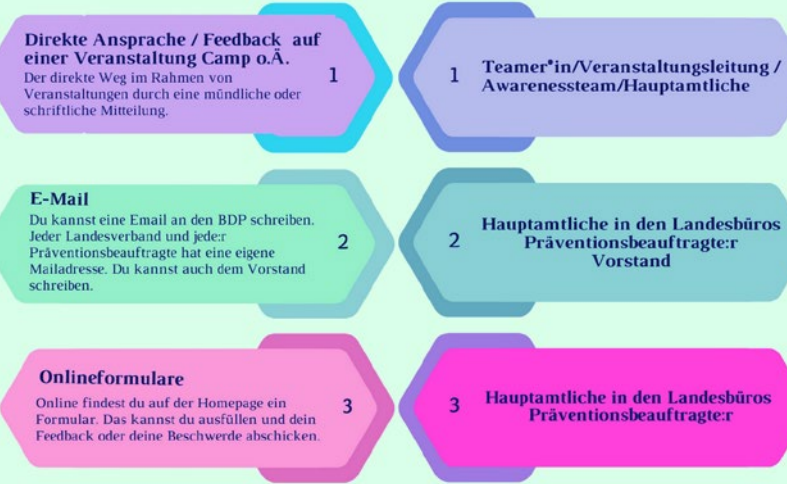 Direkte Ansprache / Feedback auf
einer Veranstaltung Camp o.Ä.
Der direkte Weg im Rahmen von
Veranstaltungen durch eine mündliche oder
schriftliche Mitteilung.
1
1
Teamer*in/Veranstaltungsleitung /
Awarenessteam/Hauptamtliche
E-Mail
Du kannst eine Email an den BDP schreiben.
Jeder Landesverband und jede:r
Präventionsbeauftragte hat eine eigene
Mailadresse. Du kannst auch dem Vorstand
schreiben.
2
2
Hauptamtliche in den Landesbüros
Präventionsbeauftragte:r
Vorstand
Onlineformulare
Online findest du auf der Homepage ein
Formular. Das kannst du ausfüllen und dein
Feedback oder deine Beschwerde abschicken.
3
3
Hauptamtliche in den Landesbüros
Präventionsbeauftragte:r